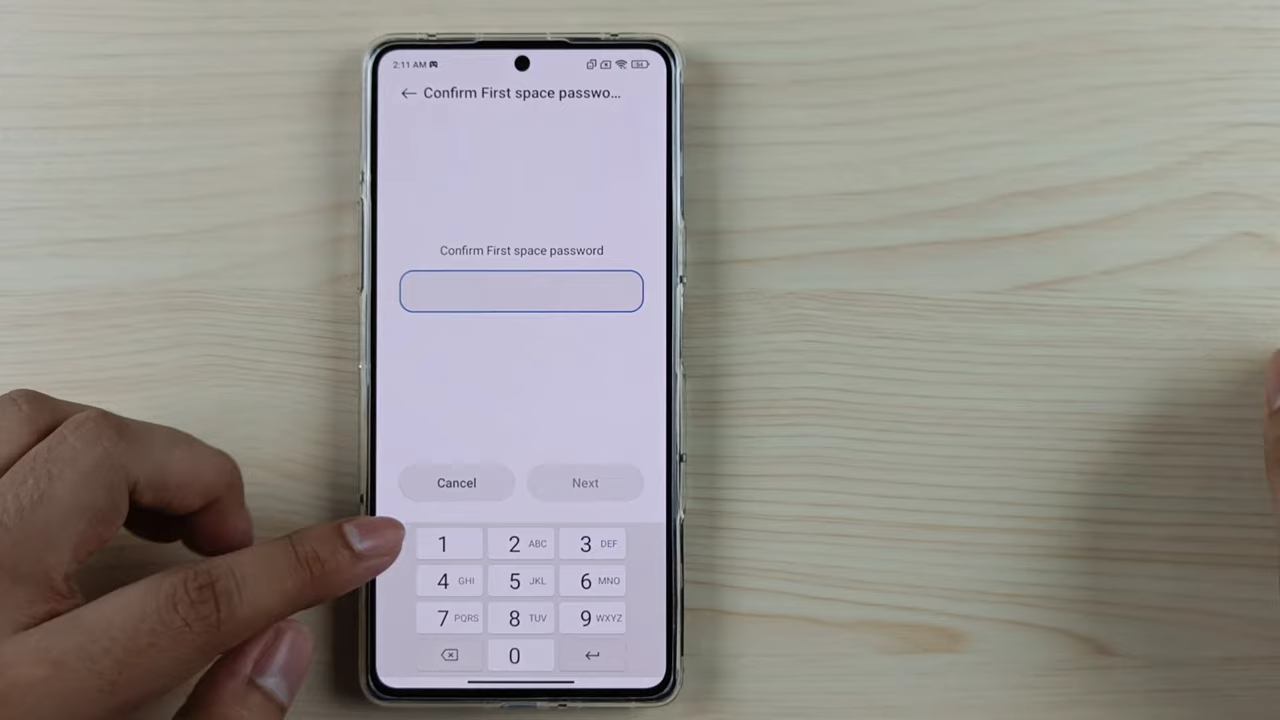 2:11 AM
54
← Confirm First space passwo...
Confirm First space password
Cancel Next
1 2 ABC 3 DEF
4 GHI 5 JKL 6 MNO
7 PQRS 8 TUV 9 WXYZ
0